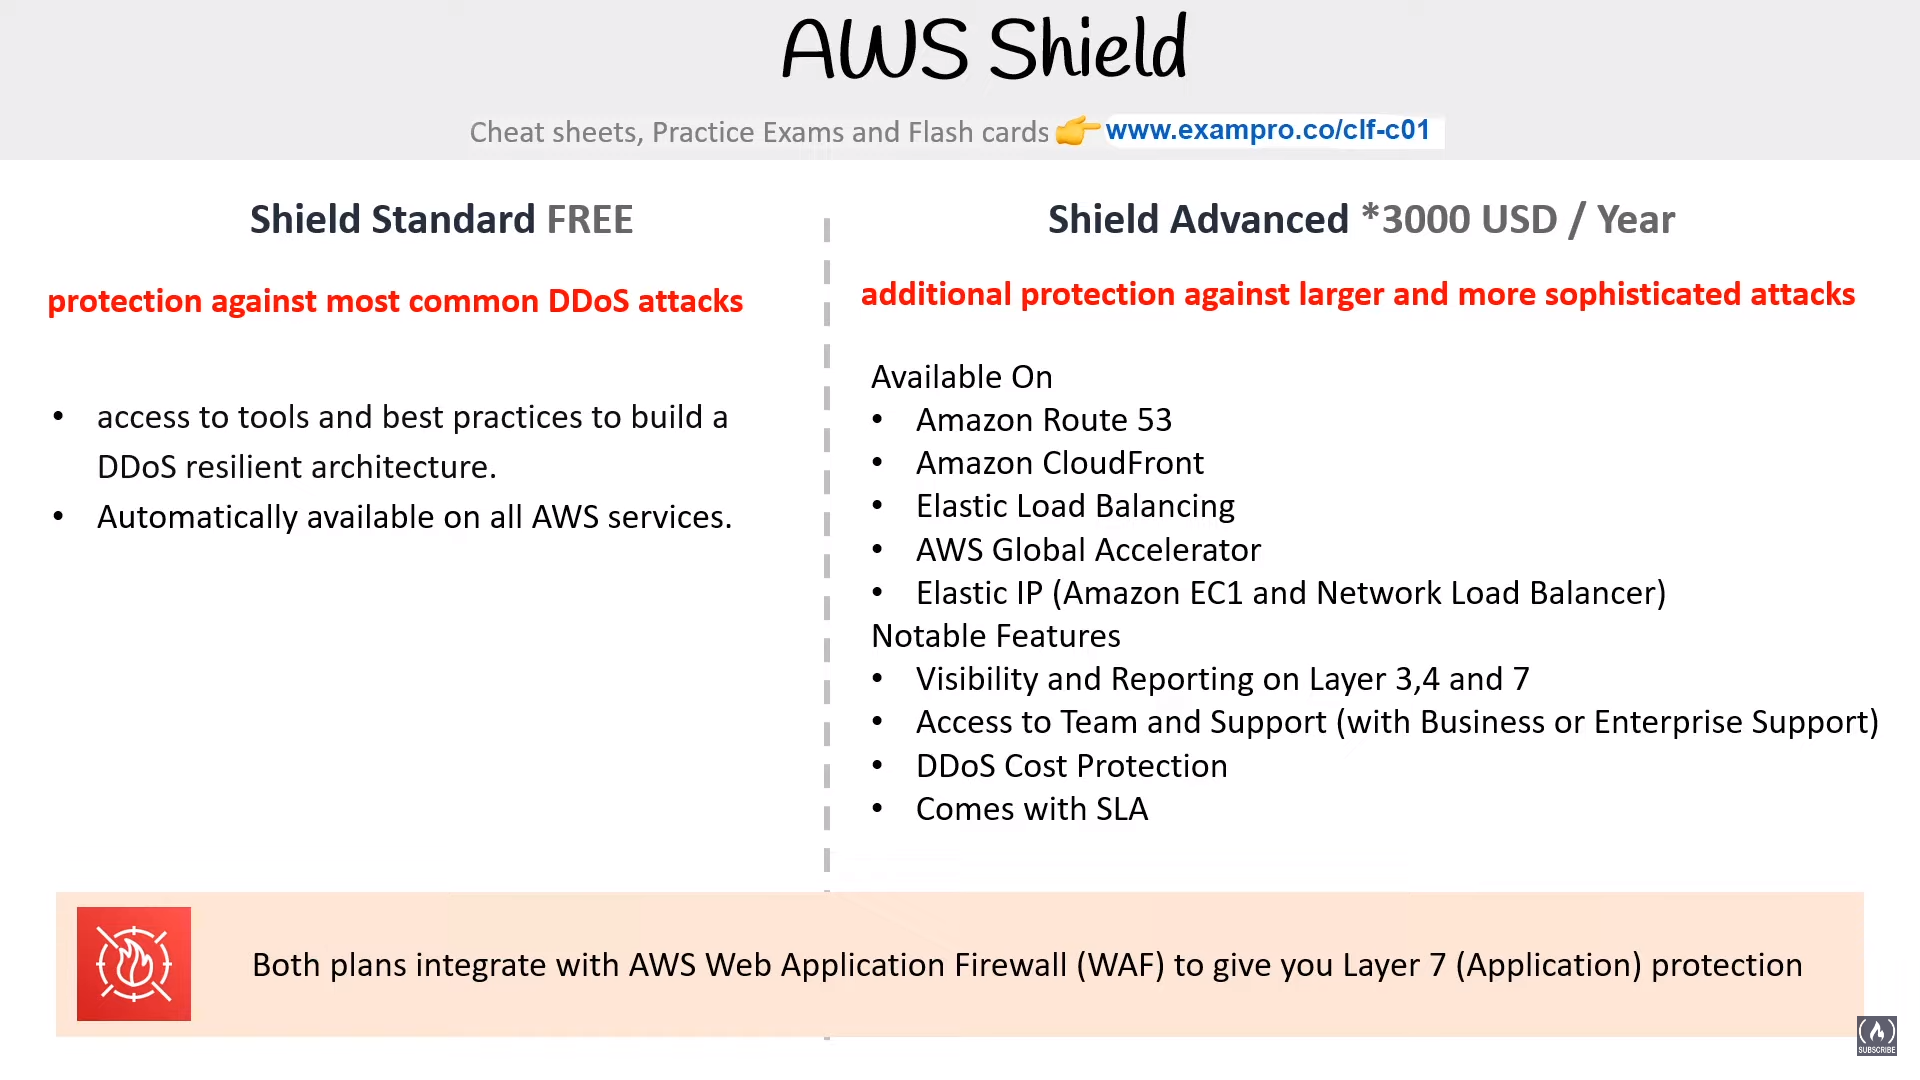 AWS Shield
Cheat sheets, Practice Exams and Flash cards 👉 www.exampro.co/clf-c01
Shield Standard FREE
protection against most common DDoS attacks
• access to tools and best practices to build a
DDoS resilient architecture.
• Automatically available on all AWS services.
Shield Advanced *3000 USD / Year
additional protection against larger and more sophisticated attacks
Available On
• Amazon Route 53
• Amazon CloudFront
• Elastic Load Balancing
• AWS Global Accelerator
• Elastic IP (Amazon EC1 and Network Load Balancer)
Notable Features
• Visibility and Reporting on Layer 3,4 and 7
• Access to Team and Support (with Business or Enterprise Support)
• DDoS Cost Protection
• Comes with SLA
Both plans integrate with AWS Web Application Firewall (WAF) to give you Layer 7 (Application) protection
SUBSCRIBE